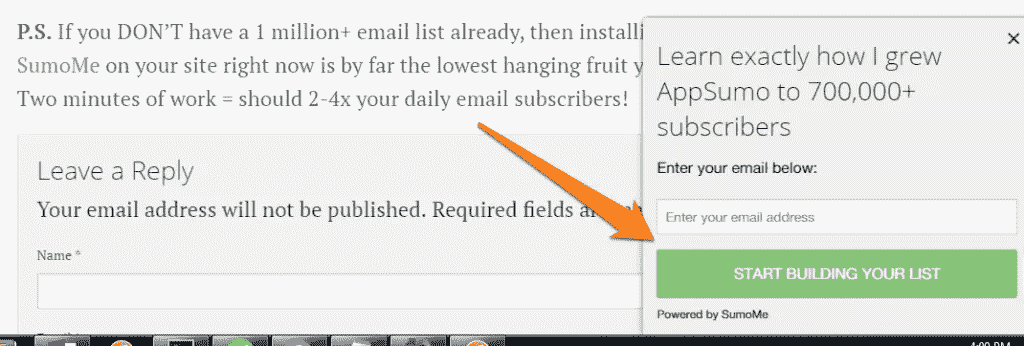 P.S. If you DON’T have a 1 million+ email list already, then installi
SumoMe on your site right now is by far the lowest hanging fruit y
Two minutes of work = should 2-4x your daily email subscribers!
Leave a Reply
Your email address will not be published. Required fields
Name *
×
Learn exactly how I grew
AppSumo to 700,000+
subscribers
Enter your email below:
Enter your email address
START BUILDING YOUR LIST
Powered by SumoMe